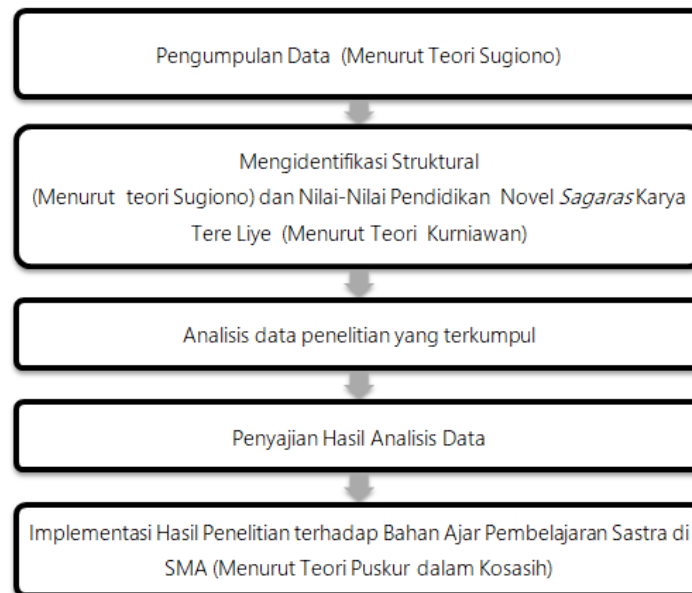 Pengumpulan Data (Menurut Teori Sugiono)
Mengidentifikasi Struktural
(Menurut teori Sugiono) dan Nilai-Nilai Pendidikan Novel Sagaras Karya
Tere Liye (Menurut Teori Kurniawan)
Analisis data penelitian yang terkumpul
Penyajian Hasil Analisis Data
Implementasi Hasil Penelitian terhadap Bahan Ajar Pembelajaran Sastra di
SMA (Menurut Teori Puskur dalam Kosasih)